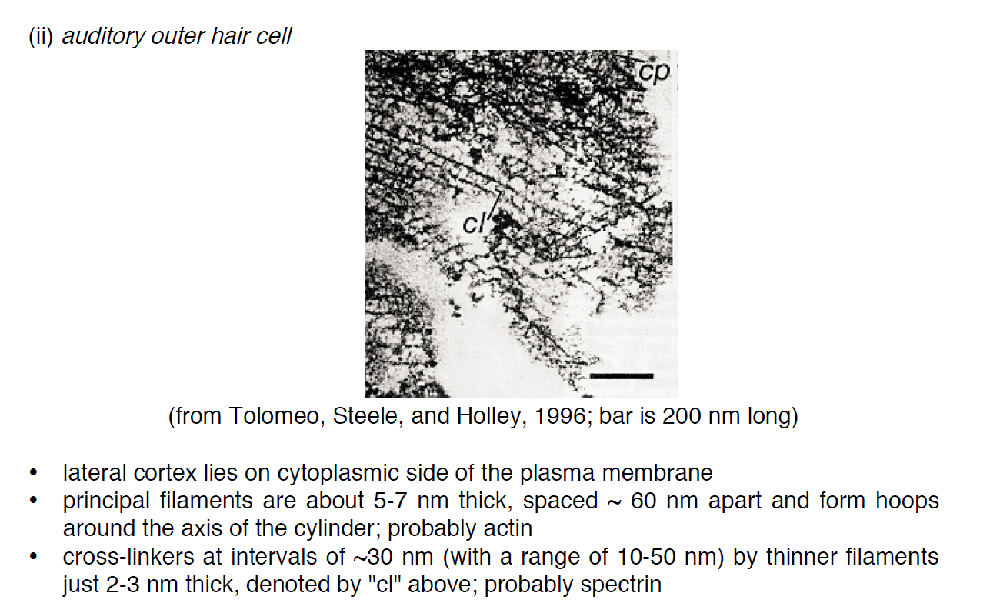 (ii) auditory outer hair cell
cp
cl
(from Tolomeo, Steele, and Holley, 1996; bar is 200 nm long)
• lateral cortex lies on cytoplasmic side of the plasma membrane
• principal filaments are about 5-7 nm thick, spaced ~ 60 nm apart and form hoops
around the axis of the cylinder; probably actin
• cross-linkers at intervals of ~30 nm (with a range of 10-50 nm) by thinner filaments
just 2-3 nm thick, denoted by "cl" above; probably spectrin